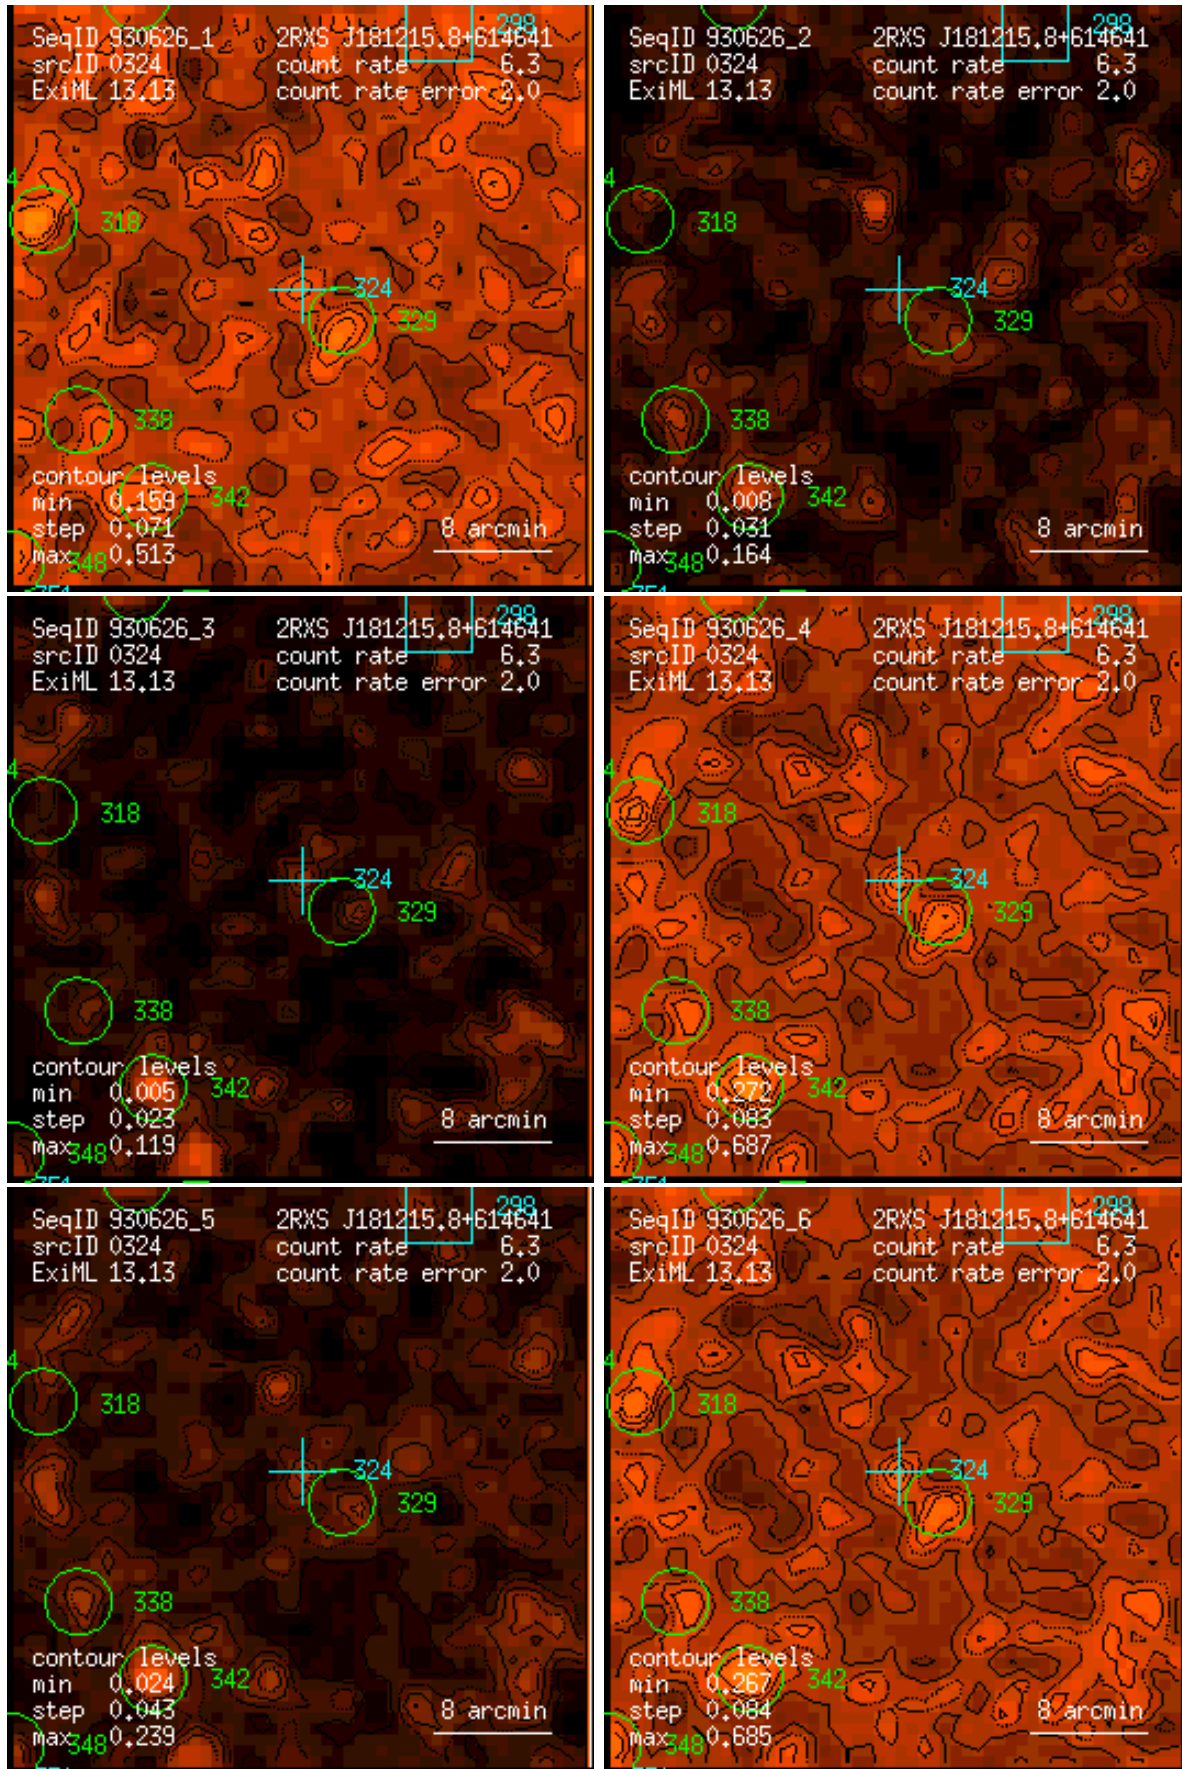 298
SeqID 930626_1 2RXS J181215.8+614641
srcID 0324 count rate 6.3
ExiML 13.13 count rate error 2.0
4
318
324
329
338
contour levels
min 0.159 342
step 0.071 8 arcmin
max 348 0.513
298
SeqID 930626_2 2RXS J181215.8+614641
srcID 0324 count rate 6.3
ExiML 13.13 count rate error 2.0
4
318
324
329
338
contour levels
min 0.008 342
step 0.031 8 arcmin
max 348 0.164
298
SeqID 930626_3 2RXS J181215.8+614641
srcID 0324 count rate 6.3
ExiML 13.13 count rate error 2.0
4
318
324
329
338
contour levels
min 0.005 342
step 0.023 8 arcmin
max 348 0.119
298
SeqID 930626_4 2RXS J181215.8+614641
srcID 0324 count rate 6.3
ExiML 13.13 count rate error 2.0
4
318
324
329
338
contour levels
min 0.272 342
step 0.083 8 arcmin
max 348 0.687
298
SeqID 930626_5 2RXS J181215.8+614641
srcID 0324 count rate 6.3
ExiML 13.13 count rate error 2.0
4
318
324
329
338
contour levels
min 0.024 342
step 0.043 8 arcmin
max 348 0.239
298
SeqID 930626_6 2RXS J181215.8+614641
srcID 0324 count rate 6.3
ExiML 13.13 count rate error 2.0
4
318
324
329
338
contour levels
min 0.267 342
step 0.084 8 arcmin
max 348 0.685